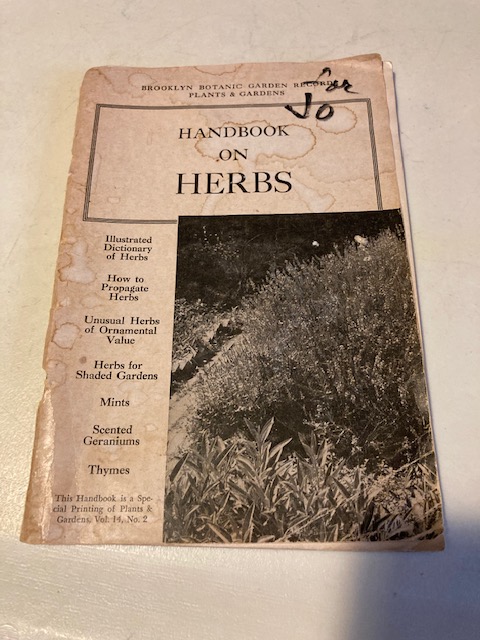 BROOKLYN BOTANIC GARDEN RECORD
PLANTS & GARDENS
for
Jo
HANDBOOK
ON
HERBS
Illustrated
Dictionary
of Herbs
How to
Propagate
Herbs
Unusual Herbs
of Ornamental
Value
Herbs for
Shaded Gardens
Mints
Scented
Geraniums
Thymes
This Handbook is a Spe-
cial Printing of Plants &
Gardens, Vol. 14, No. 2